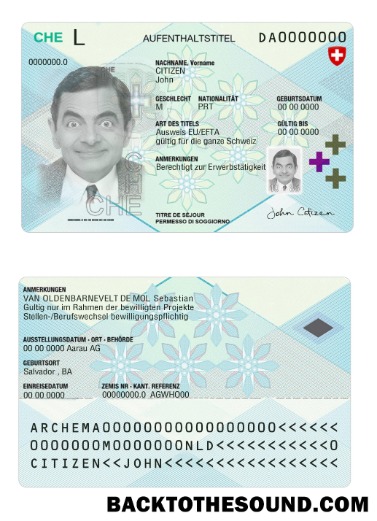 CHE L AUFENTHALTSTITEL DA0000000
0000000.0
NACHNAME, Vorname
CITIZEN
John
GESCHLECHT NATIONALITÄT GEBURTSDATUM
M PRT 00 00 0000
ART DES TITELS GÜLTIG BIS
Ausweis EU/EFTA 00 00 0000
gültig für die ganze Schweiz
ANMERKUNGEN
Berechtigt zur Erwerbstätigkeit
CHE
TITRE DE SÉJOUR
PERMESSO DI SOGGIORNO
John Citizen
ANMERKUNGEN
VAN OLDENBARNEVELT DE MOL Sebastian
Gültig nur im Rahmen der bewilligten Projekte
Stellen-/Berufswechsel bewilligungspflichtig
AUSSTELLUNGSDATUM - ORT - BEHÖRDE
00 00 0000 Aarau AG
GEBURTSORT
Salvador , BA
EINREISEDATUM ZEMIS NR - KANT. REFERENZ
00 00 0000 00000000.0 AGWHO00
ARCHEMA00000000000000000<<<<<<
0000000M0000000NLD<<<<<<<<<<<0
CITIZEN<<JOHN<<<<<<<<<<<<<<<<<
BACKTOTHESOUND.COM